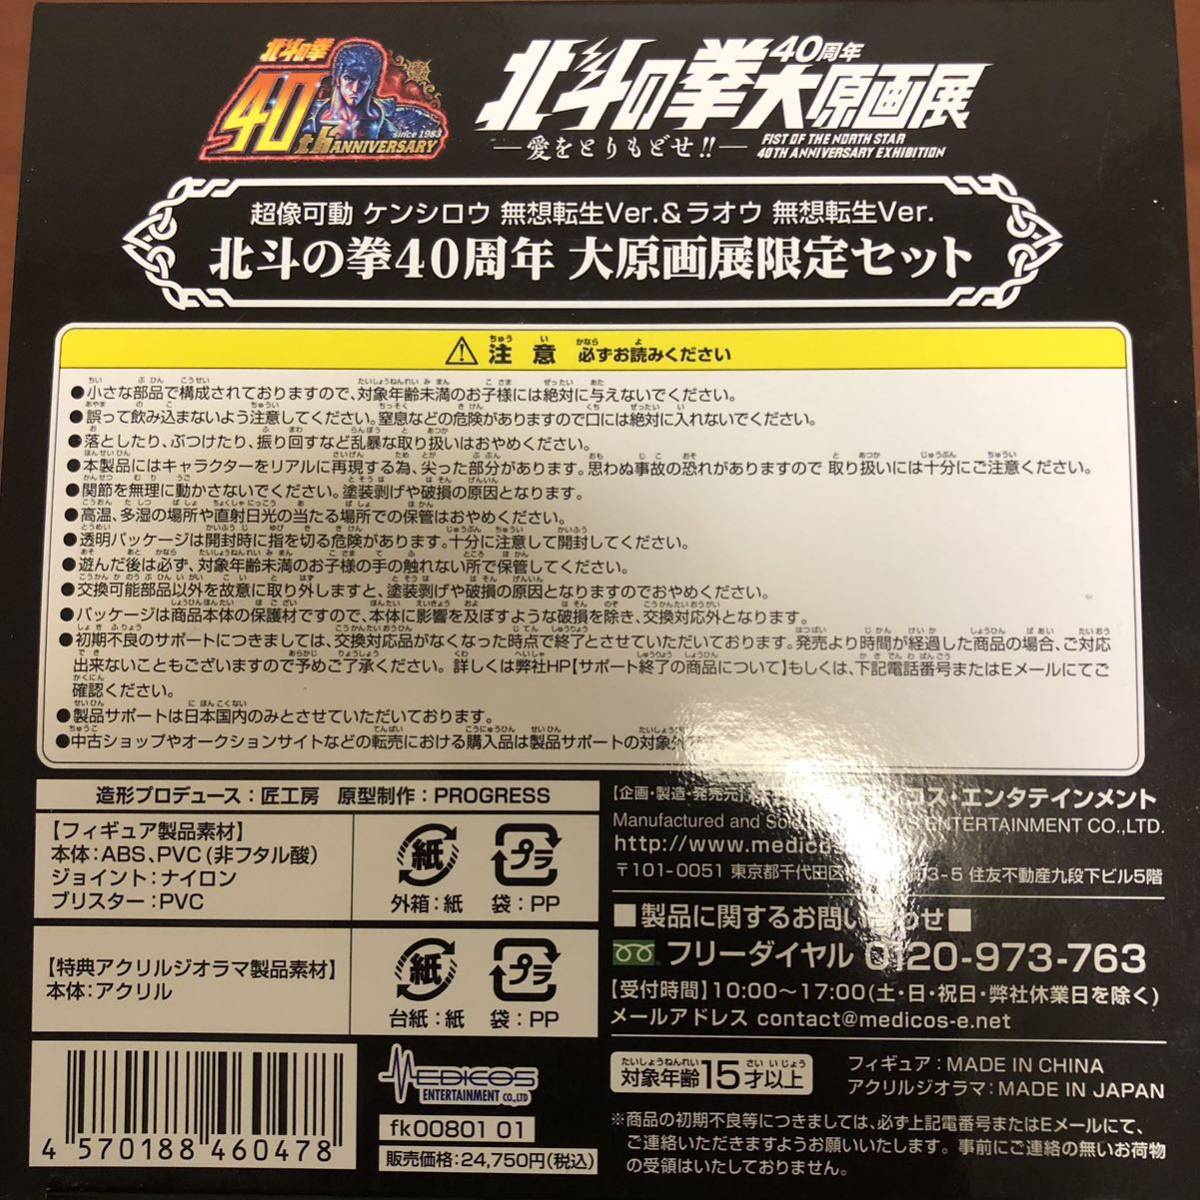 北斗の拳
40th ANNIVERSARY
since 1983
北斗の拳 40周年 大原画展
―愛をとりもどせ!!―
FIST OF THE NORTH STAR
40TH ANNIVERSARY EXHIBITION
超像可動 ケンシロウ 無想転生Ver.&ラオウ 無想転生Ver.
北斗の拳40周年 大原画展限定セット
⚠注意 必ずお読みください
●小さな部品で構成されておりますので、対象年齢未満のお子様には絶対に与えないでください。
●誤って飲み込まないよう注意してください。窒息などの危険がありますので口には絶対に入れないでください。
●落としたり、ぶつけたり、振り回すなど乱暴な取り扱いはおやめください。
●本製品にはキャラクターをリアルに再現する為、尖った部分があります。思わぬ事故の恐れがありますので 取り扱いには十分にご注意ください。
●関節を無理に動かさないでください。塗装剥げや破損の原因となります。
●高温、多湿の場所や直射日光の当たる場所での保管はおやめください。
●透明パッケージは開封時に指を切る危険があります。十分に注意して開封してください。
●遊んだ後は必ず、対象年齢未満のお子様の手の触れない所で保管してください。
●交換可能部品以外を故意に取り外しますと、塗装剥げや破損の原因となりますのでおやめください。
●パッケージは商品本体の保護材ですので、本体に影響を及ぼすような破損を除き、交換対応外となります。
●初期不良のサポートにつきましては、交換対応品がなくなった時点で終了とさせていただいております。発売より時間が経過した商品の場合、ご対応
出来ないこともございますので予めご了承ください。詳しくは弊社HP【サポート終了の商品について】もしくは、下記電話番号またはEメールにてご
確認ください。
●製品サポートは日本国内のみとさせていただいております。
●中古ショップやオークションサイトなどの転売における購入品は製品サポートの対象外
造形プロデュース:匠工房 原型制作:PROGRESS
【フィギュア製品素材】
本体:ABS、PVC(非フタル酸)
ジョイント:ナイロン
ブリスター:PVC
紙 プラ
外箱:紙 袋:PP
【特典アクリルジオラマ製品素材】
本体:アクリル
紙 プラ
台紙:紙 袋:PP
【企画・製造・発売元】 コス・エンタテインメント
Manufactured and ENTERTAINMENT CO.,LTD.
http://www.medicos
〒101-0051 東京都千代田区 3-5 住友不動産九段下ビル5階
■製品に関するお問い合わせ■
フリーダイヤル 0120-973-763
【受付時間】10:00〜17:00(土・日・祝日・弊社休業日を除く)
メールアドレス contact@medicos-e.net
対象年齢15才以上
フィギュア:MADE IN CHINA
アクリルジオラマ:MADE IN JAPAN
※商品の初期不良等につきましては、必ず上記電話番号またはEメールにて、
ご連絡いただきますようお願いいたします。事前にご連絡の無いお荷物
の受領はいたしておりません。
4 570188 460478
MEDICOS
ENTERTAINMENT CO.,LTD
fk00801 01
販売価格:24,750円(税込)